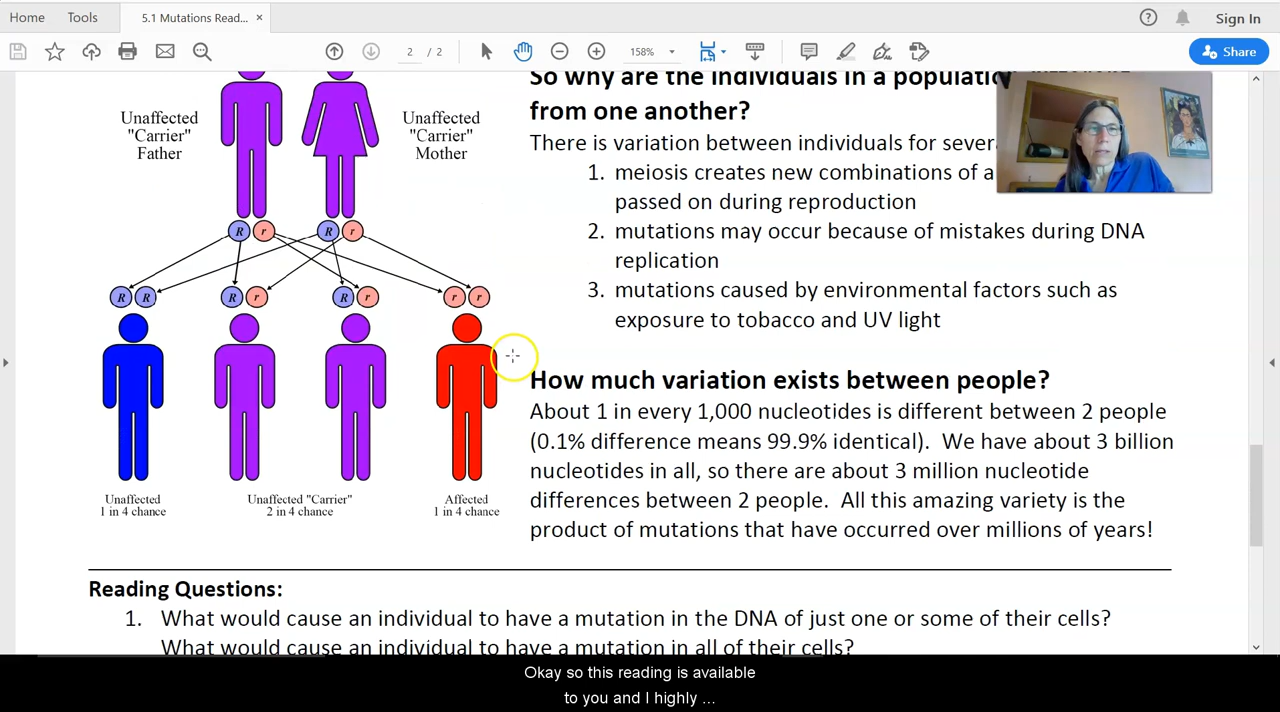 Home
Tools
5.1 Mutations Read... ×
Sign In
2 / 2
158%
Share
Unaffected
"Carrier"
Father
Unaffected
"Carrier"
Mother
R r R r
R R R r R r r r
Unaffected
1 in 4 chance
Unaffected "Carrier"
2 in 4 chance
Affected
1 in 4 chance
So why are the individuals in a
from one another?
There is variation between individuals for
1. meiosis creates new combinations of
passed on during reproduction
2. mutations may occur because of mistakes during DNA
replication
3. mutations caused by environmental factors such as
exposure to tobacco and UV light
How much variation exists between people?
About 1 in every 1,000 nucleotides is different between 2 people
(0.1% difference means 99.9% identical). We have about 3 billion
nucleotides in all, so there are about 3 million nucleotide
differences between 2 people. All this amazing variety is the
product of mutations that have occurred over millions of years!
Reading Questions:
1. What would cause an individual to have a mutation in the DNA of just one or some of their cells?
What would cause an individual to have a mutation in all of their cells?
Okay so this reading is available
to you and I highly ...